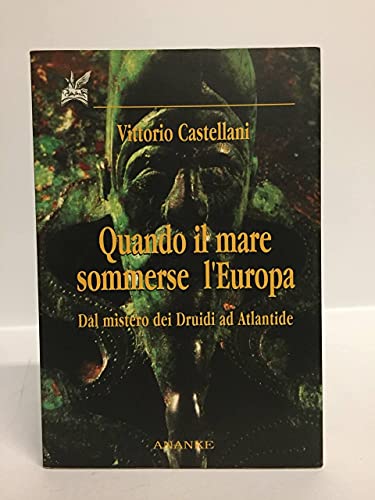 Vittorio Castellani
Quando il mare
sommerse l'Europa
Dal mistero dei Druidi ad Atlantide
ANANKE